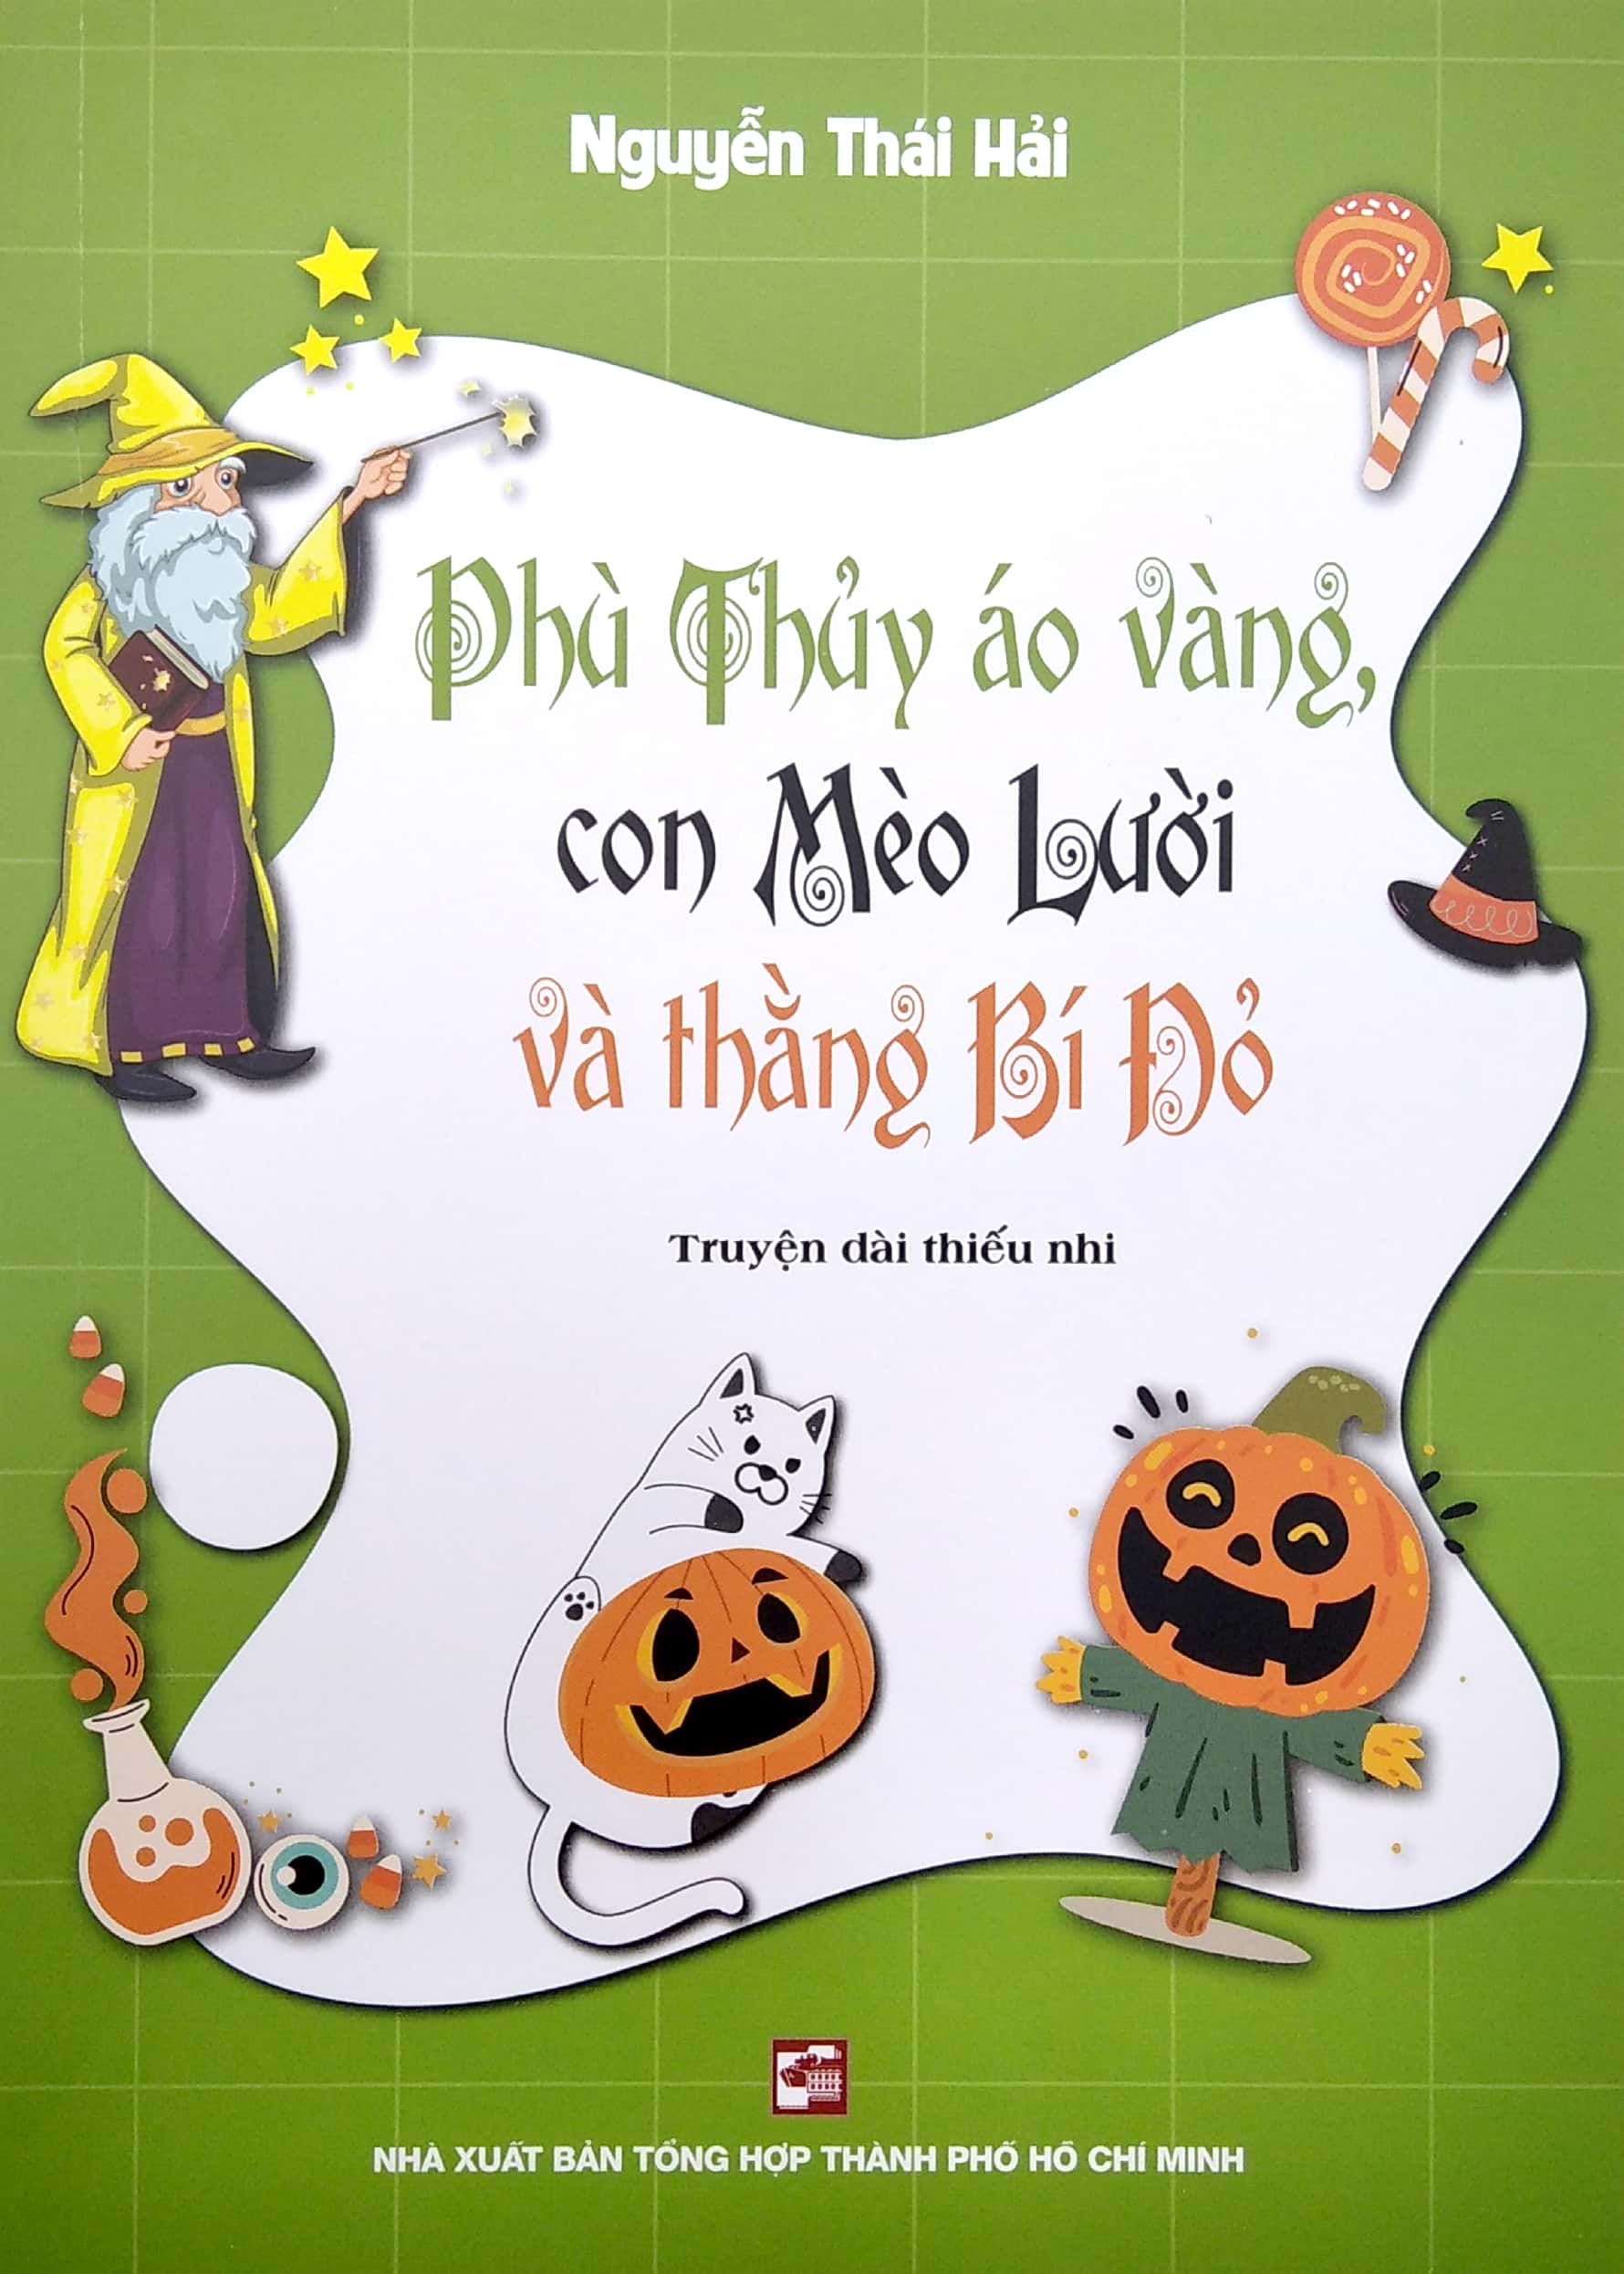 Nguyễn Thái Hải
Phù Thủy áo vàng,
con Mèo Lười
và thằng Bí Đỏ
Truyện dài thiếu nhi
NHÀ XUẤT BẢN TỔNG HỢP THÀNH PHỐ HỒ CHÍ MINH